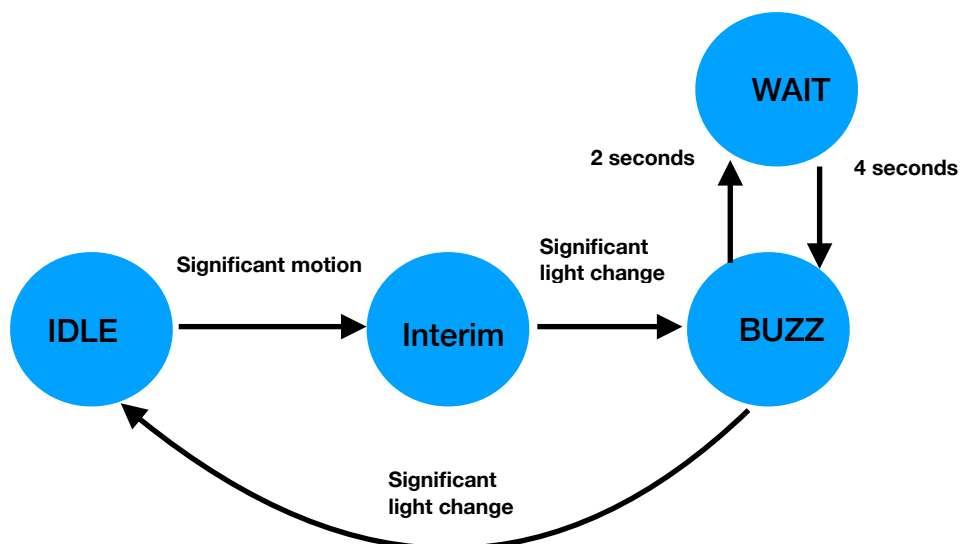 WAIT
2 seconds
4 seconds
Significant motion
Significant
light change
IDLE
Interim
BUZZ
Significant
light change